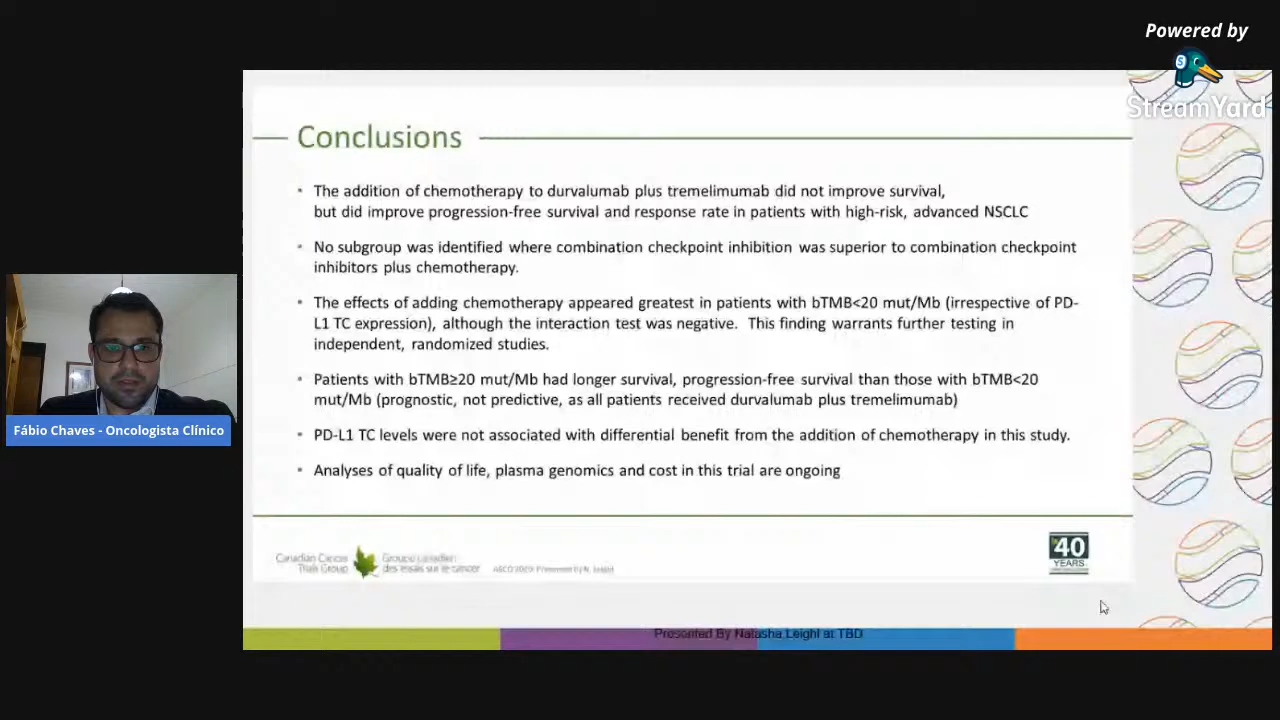 Powered by
StreamYard
Conclusions
• The addition of chemotherapy to durvalumab plus tremelimumab did not improve survival,
but did improve progression-free survival and response rate in patients with high-risk, advanced NSCLC
• No subgroup was identified where combination checkpoint inhibition was superior to combination checkpoint
inhibitors plus chemotherapy.
• The effects of adding chemotherapy appeared greatest in patients with bTMB<20 mut/Mb (irrespective of PD-
L1 TC expression), although the interaction test was negative. This finding warrants further testing in
independent, randomized studies.
• Patients with bTMB≥20 mut/Mb had longer survival, progression-free survival than those with bTMB<20
mut/Mb (prognostic, not predictive, as all patients received durvalumab plus tremelimumab)
• PD-L1 TC levels were not associated with differential benefit from the addition of chemotherapy in this study.
• Analyses of quality of life, plasma genomics and cost in this trial are ongoing
Fábio Chaves - Oncologista Clínico
Canadian Cancer
Trials Group
Groupe canadien
des essais sur le cancer
Presented by N. Leighl
40
YEARS
Presented By Natasha Leighl at TBD